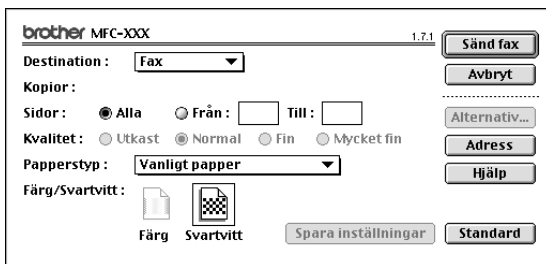 brother MFC-XXX 1.7.1 Sänd fax
Destination : Fax Avbryt
Kopior :
Sidor : Alla Från : Till : Alternativ...
Kvalitet : Utkast Normal Fin Mycket fin Adress
Papperstyp : Vanligt papper Hjälp
Färg/Svartvitt :
Färg Svartvitt Spara inställningar Standard